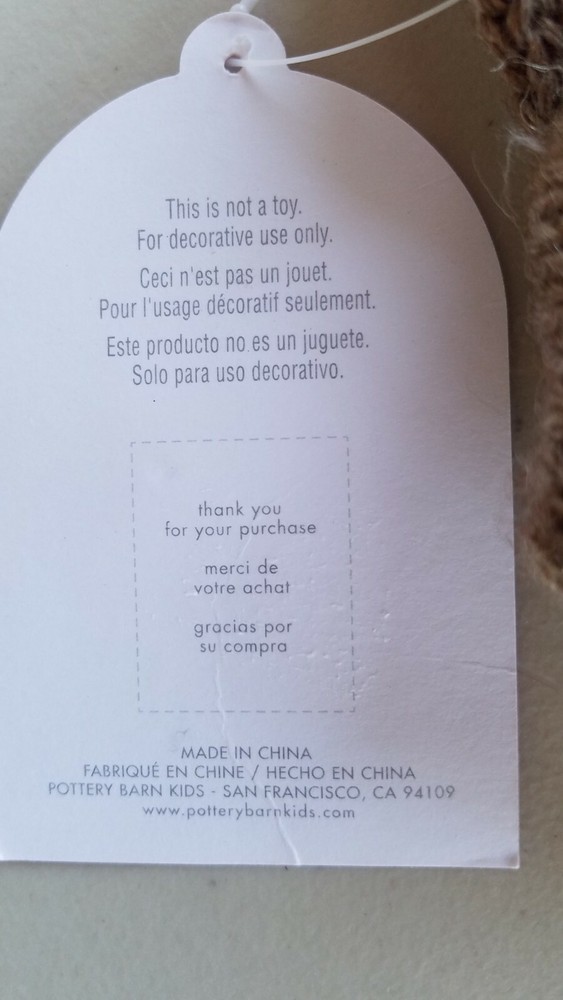 This is not a toy.
For decorative use only.
Ceci n'est pas un jouet.
Pour l'usage décoratif seulement.
Este producto no es un juguete.
Solo para uso decorativo.
thank you
for your purchase
merci de
votre achat
gracias por
su compra
MADE IN CHINA
FABRIQUÉ EN CHINE / HECHO EN CHINA
POTTERY BARN KIDS - SAN FRANCISCO, CA 94109
www.potterybarnkids.com